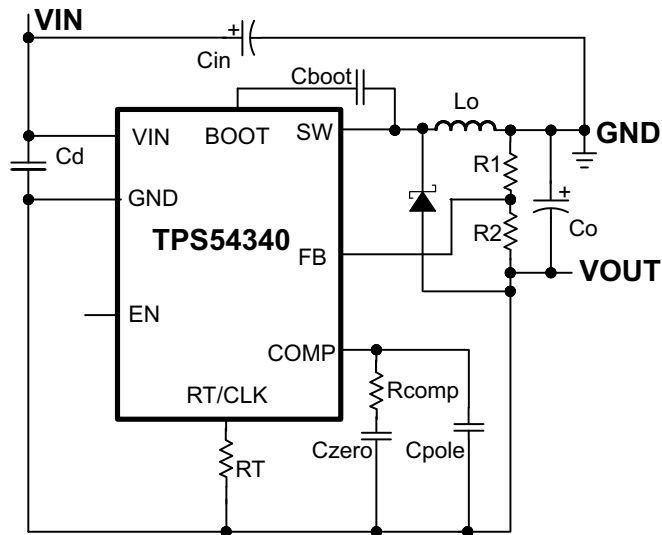 VIN
+
Cin
Cboot
Lo
VIN
BOOT
SW
GND
Cd
R1
GND
+
TPS54340
R2
Co
FB
VOUT
EN
COMP
RT/CLK
Rcomp
RT
Czero
Cpole